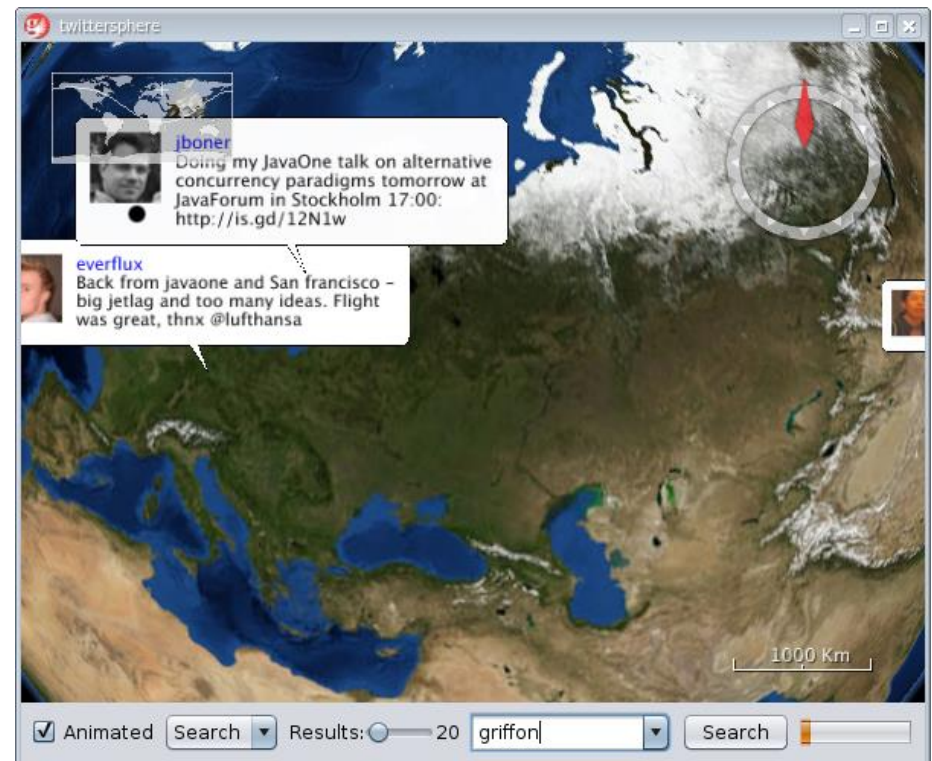 twittersphere
jboner
Doing my JavaOne talk on alternative
concurrency paradigms tomorrow at
JavaForum in Stockholm 17:00:
http://is.gd/12N1w
everflux
Back from javaone and San francisco –
big jetlag and too many ideas. Flight
was great, thnx @lufthansa
1000 Km
Animated Search Results: 20 griffon Search